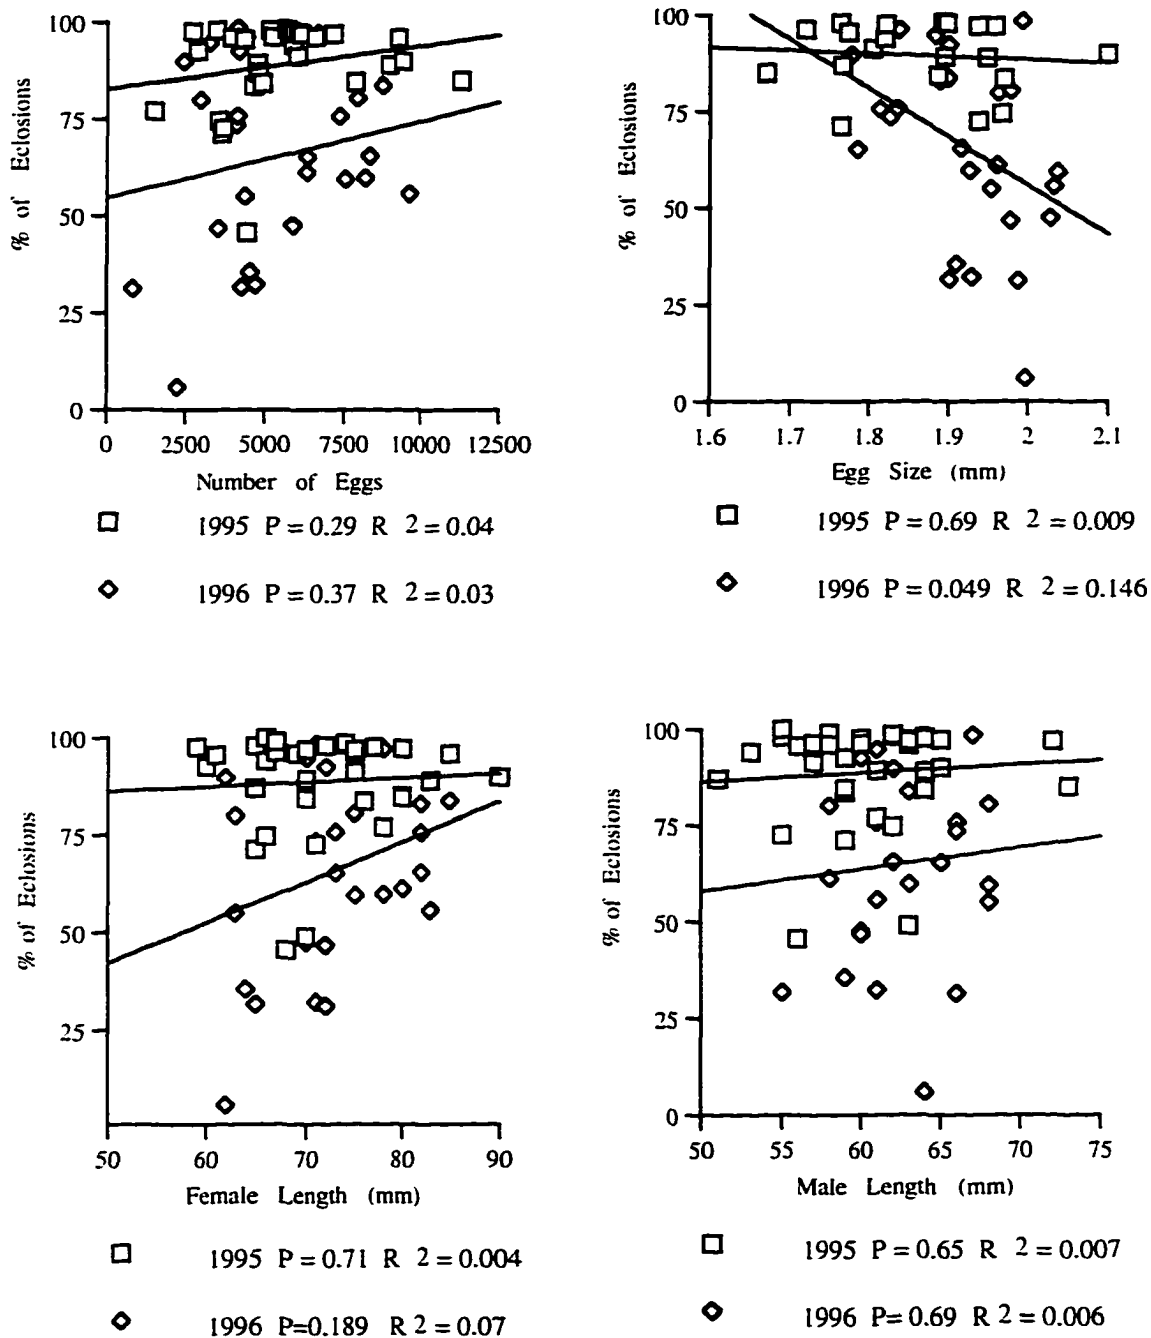 100
75
50
25
0
% of Eclosions
0 2500 5000 7500 10000 12500
Number of Eggs
1995 P = 0.29 R 2 = 0.04
1996 P = 0.37 R 2 = 0.03
100
75
50
25
0
% of Eclosions
1.6 1.7 1.8 1.9 2 2.1
Egg Size (mm)
1995 P = 0.69 R 2 = 0.009
1996 P = 0.049 R 2 = 0.146
100
75
50
25
% of Eclosions
50 60 70 80 90
Female Length (mm)
1995 P = 0.71 R 2 = 0.004
1996 P=0.189 R 2 = 0.07
100
75
50
25
0
% of Eclosions
50 55 60 65 70 75
Male Length (mm)
1995 P = 0.65 R 2 = 0.007
1996 P= 0.69 R 2 = 0.006